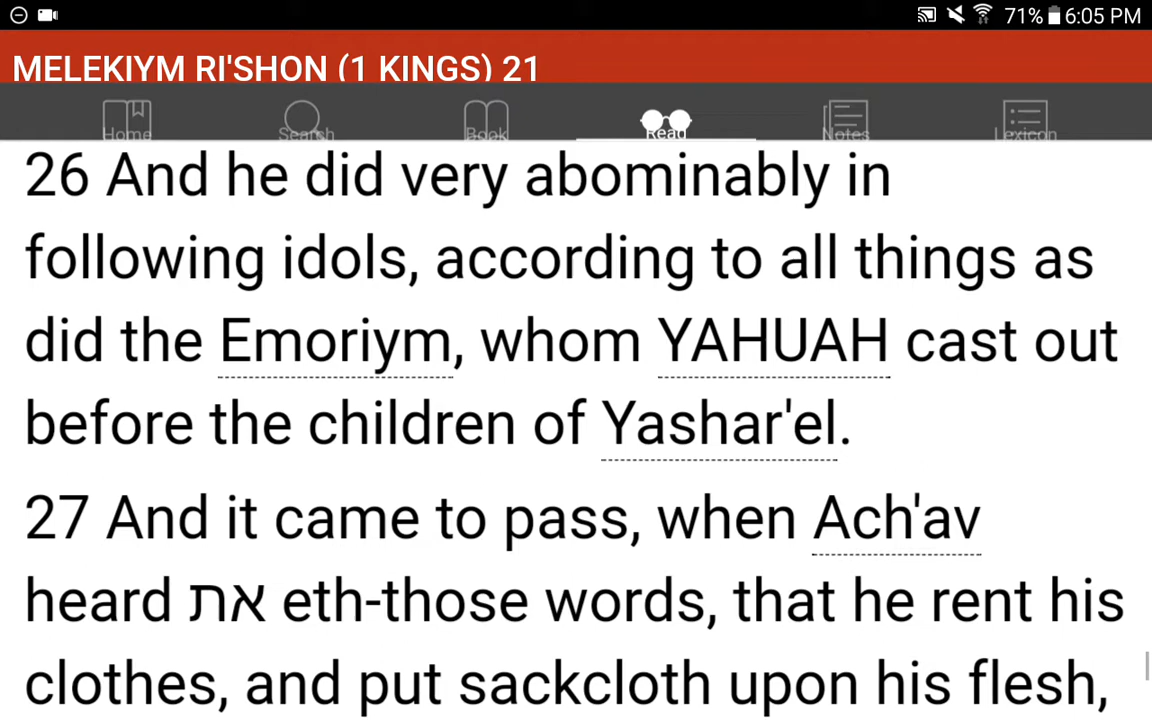 71% 6:05 PM
MELEKIYM RI'SHON (1 KINGS) 21
Home Search Book Read Notes Lexicon
26 And he did very abominably in
following idols, according to all things as
did the Emoriym, whom YAHUAH cast out
before the children of Yashar'el.
27 And it came to pass, when Ach'av
heard את eth-those words, that he rent his
clothes, and put sackcloth upon his flesh,